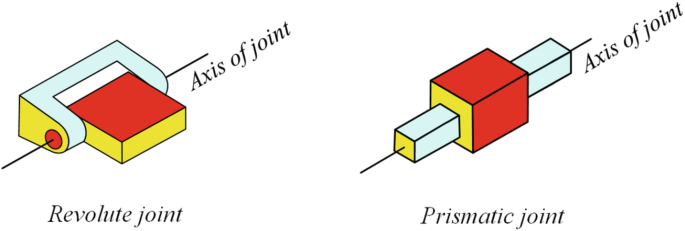 Axis of joint
Axis of joint
Revolute joint
Prismatic joint